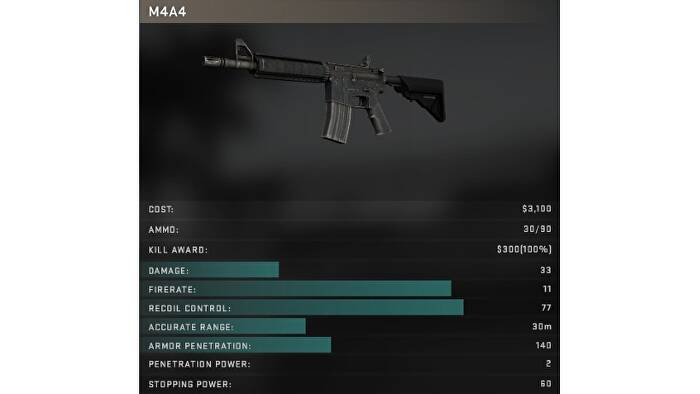 M4A4
COST: $3,100
AMMO: 30/90
KILL AWARD: $300(100%)
DAMAGE: 33
FIRERATE: 11
RECOIL CONTROL: 77
ACCURATE RANGE: 30m
ARMOR PENETRATION: 140
PENETRATION POWER: 2
STOPPING POWER: 60